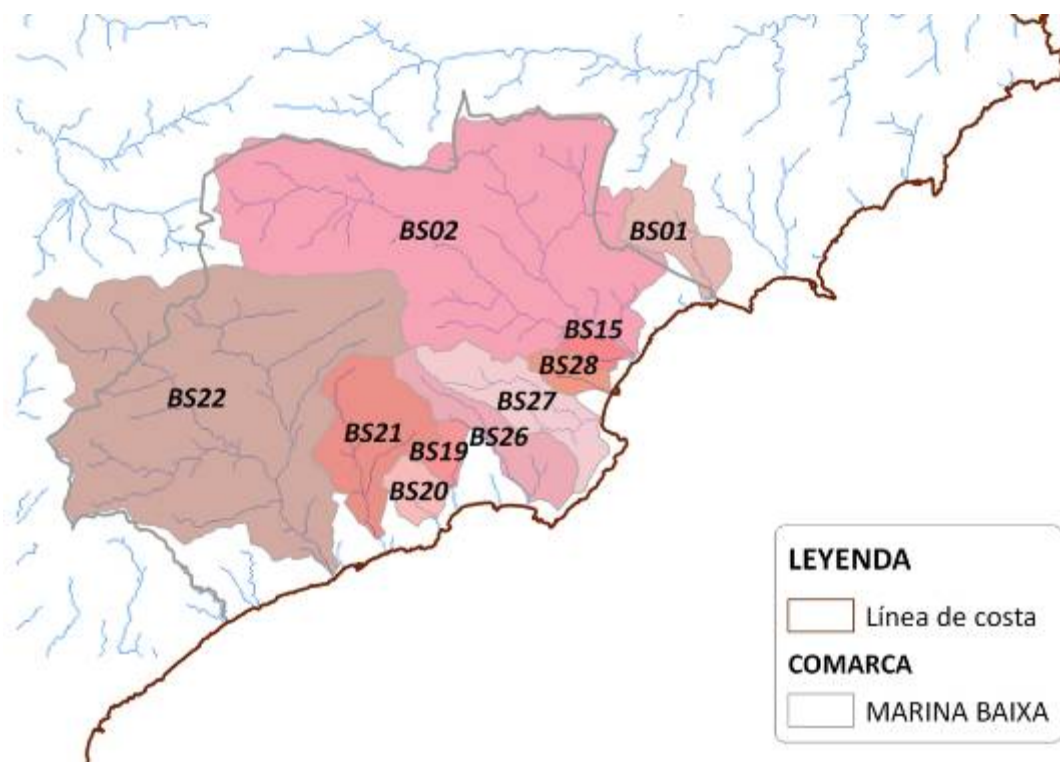 BS02
BS01
BS15
BS28
BS22
BS27
BS21
BS26
BS19
BS20
LEYENDA
Línea de costa
COMARCA
MARINA BAIXA